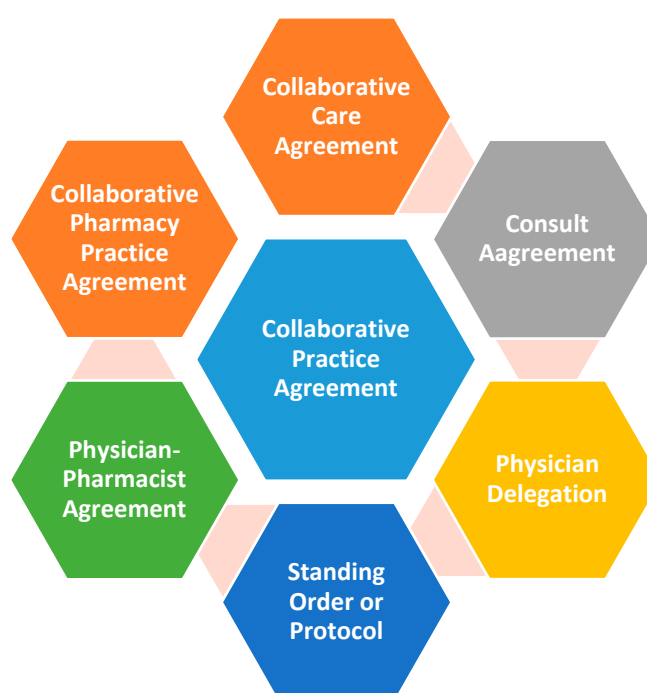 Collaborative
Care
Agreement
Collaborative
Pharmacy
Practice
Agreement
Consult
Aagreement
Collaborative
Practice
Agreement
Physician-
Pharmacist
Agreement
Physician
Delegation
Standing
Order or
Protocol